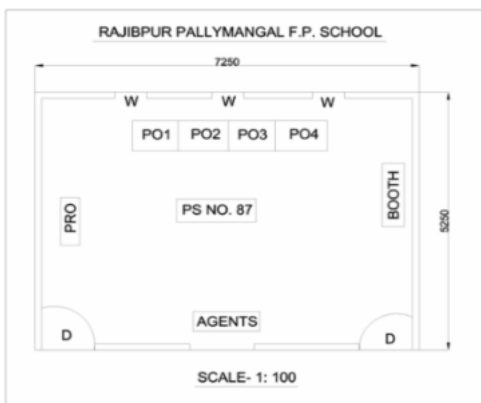 RAJIBPUR PALLYMANGAL F.P. SCHOOL
7250
W W W
PO1 PO2 PO3 PO4
PRO
PS NO. 87
BOOTH
5250
AGENTS
D D
SCALE- 1: 100